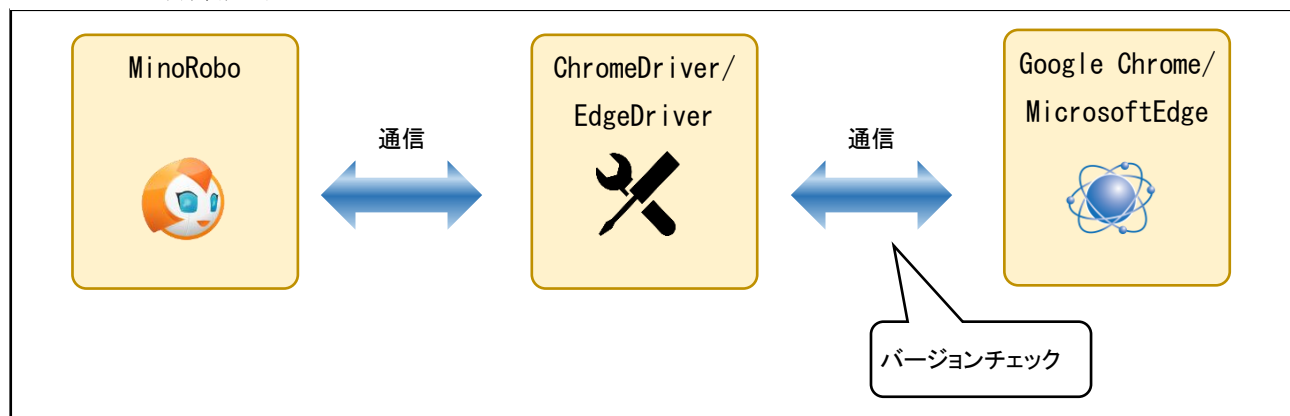 MinoRobo
ChromeDriver/
EdgeDriver
Google Chrome/
MicrosoftEdge
通信
通信
バージョンチェック